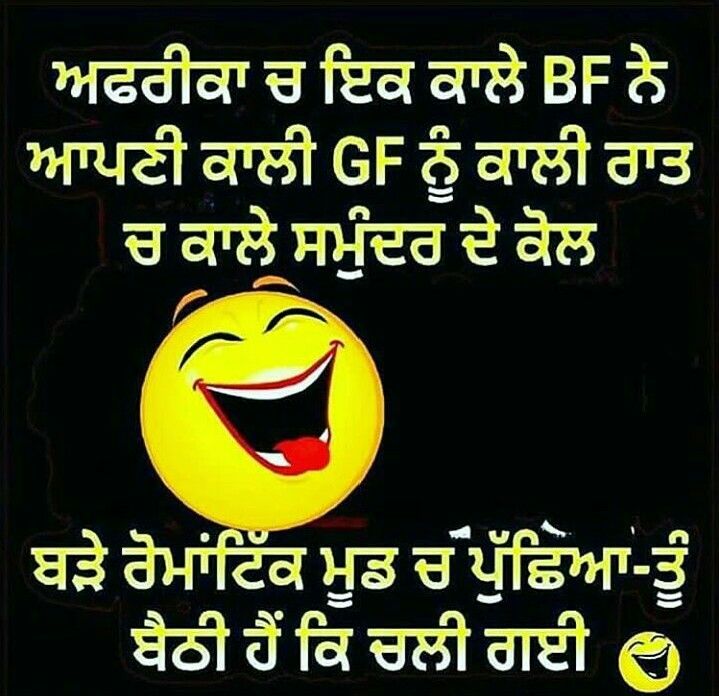 ਅਫਰੀਕਾ ਚ ਇਕ ਕਾਲੇ BF ਨੇ
ਆਪਣੀ ਕਾਲੀ GF ਨੂੰ ਕਾਲੀ ਰਾਤ
ਚ ਕਾਲੇ ਸਮੁੰਦਰ ਦੇ ਕੋਲ
ਬੜੇ ਰੋਮਾਂਟਿੱਕ ਮੂਡ ਚ ਪੁੱਛਿਆ-ਤੂੰ
ਬੈਠੀ ਹੈਂ ਕਿ ਚਲੀ ਗਈ